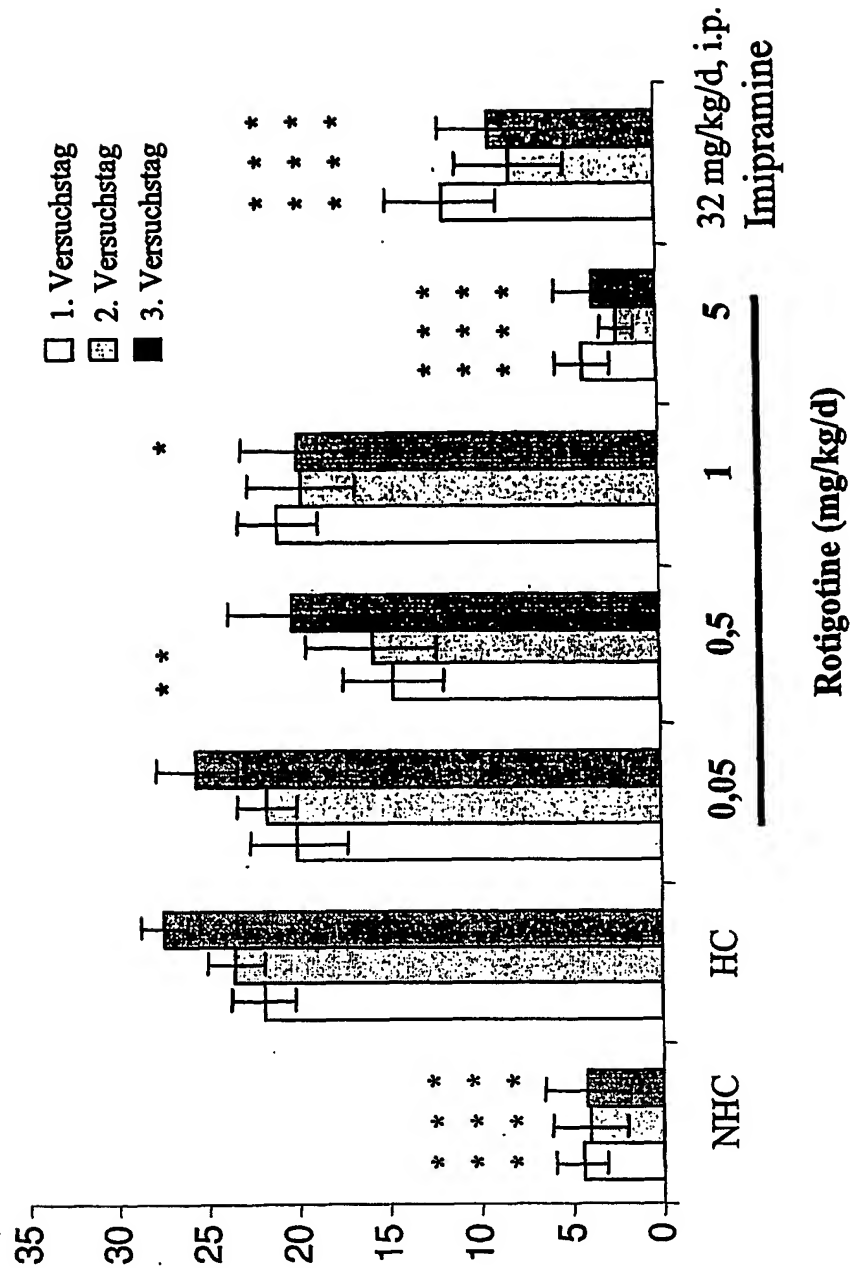 1. Versuchstag
2. Versuchstag
3. Versuchstag
35
30
25
20
15
10
5
0
* * *
* * *
* * *
* *
*
* * *
* * *
* * *
* * *
* * *
* * *
NHC
HC
0,05
0,5
1
5
32 mg/kg/d, i.p.
Imipramine
Rotigotine (mg/kg/d)